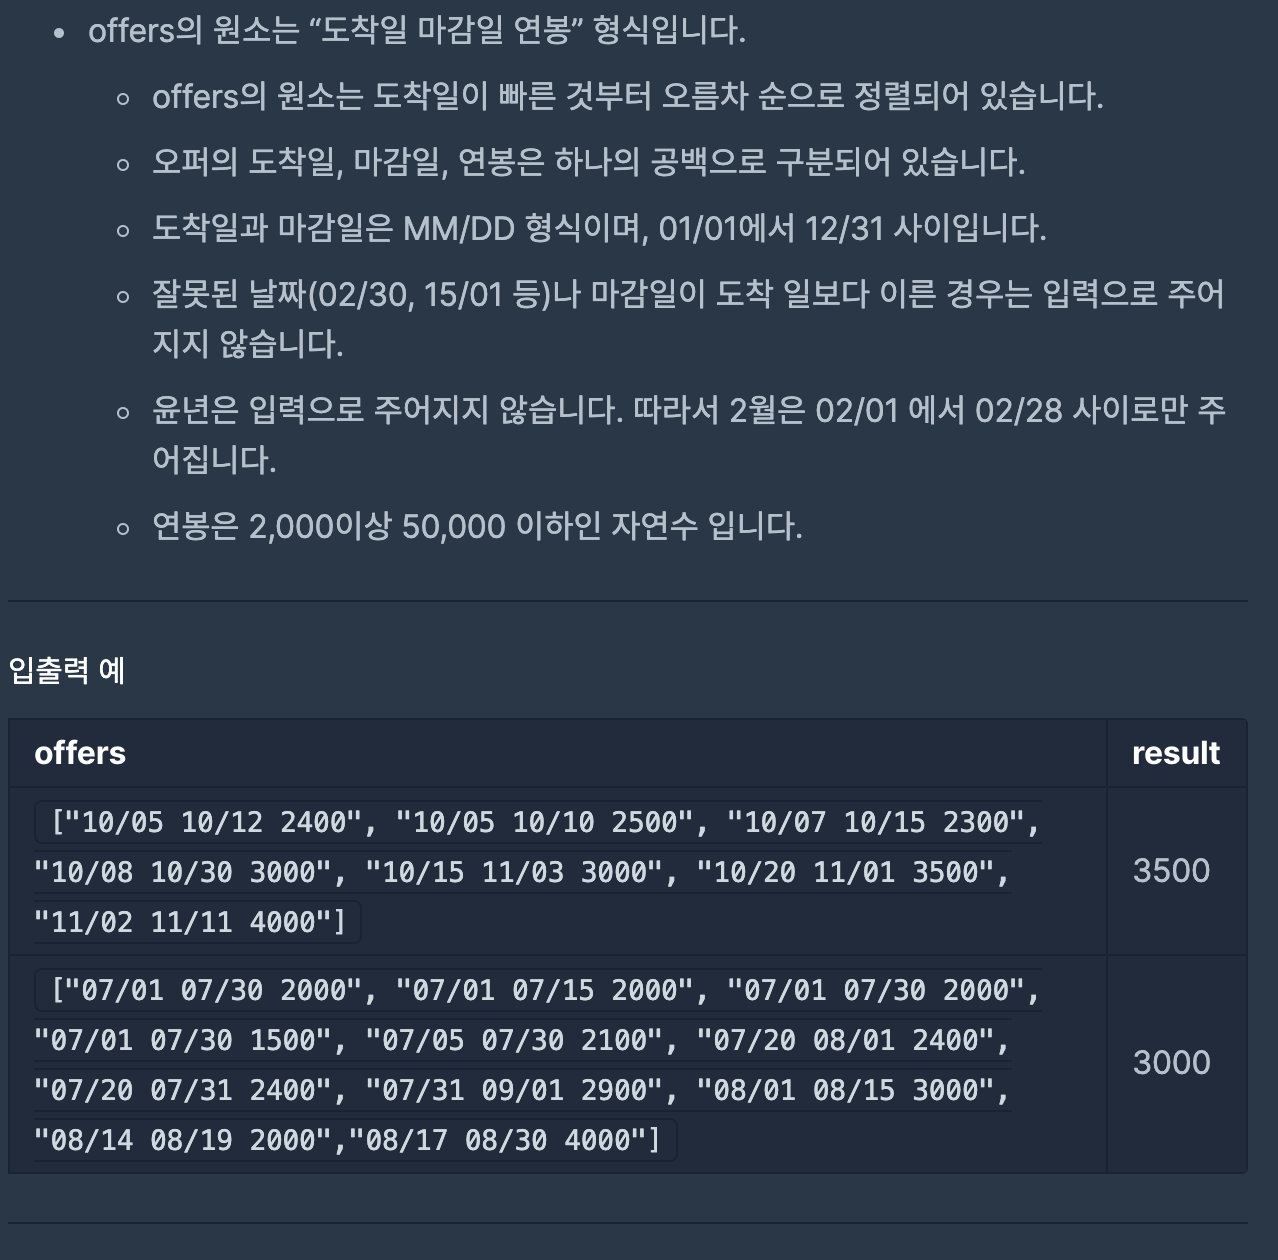 offers의 원소는 “도착일 마감일 연봉” 형식입니다.
offers의 원소는 도착일이 빠른 것부터 오름차 순으로 정렬되어 있습니다.
오퍼의 도착일, 마감일, 연봉은 하나의 공백으로 구분되어 있습니다.
도착일과 마감일은 MM/DD 형식이며, 01/01에서 12/31 사이입니다.
잘못된 날짜(02/30, 15/01 등)나 마감일이 도착 일보다 이른 경우는 입력으로 주어
지지 않습니다.
윤년은 입력으로 주어지지 않습니다. 따라서 2월은 02/01 에서 02/28 사이로만 주
어집니다.
연봉은 2,000이상 50,000 이하인 자연수 입니다.
입출력 예
offers result
["10/05 10/12 2400", "10/05 10/10 2500", "10/07 10/15 2300",
"10/08 10/30 3000", "10/15 11/03 3000", "10/20 11/01 3500",
"11/02 11/11 4000"]
3500
["07/01 07/30 2000", "07/01 07/15 2000", "07/01 07/30 2000",
"07/01 07/30 1500", "07/05 07/30 2100", "07/20 08/01 2400",
"07/20 07/31 2400", "07/31 09/01 2900", "08/01 08/15 3000",
"08/14 08/19 2000","08/17 08/30 4000"]
3000